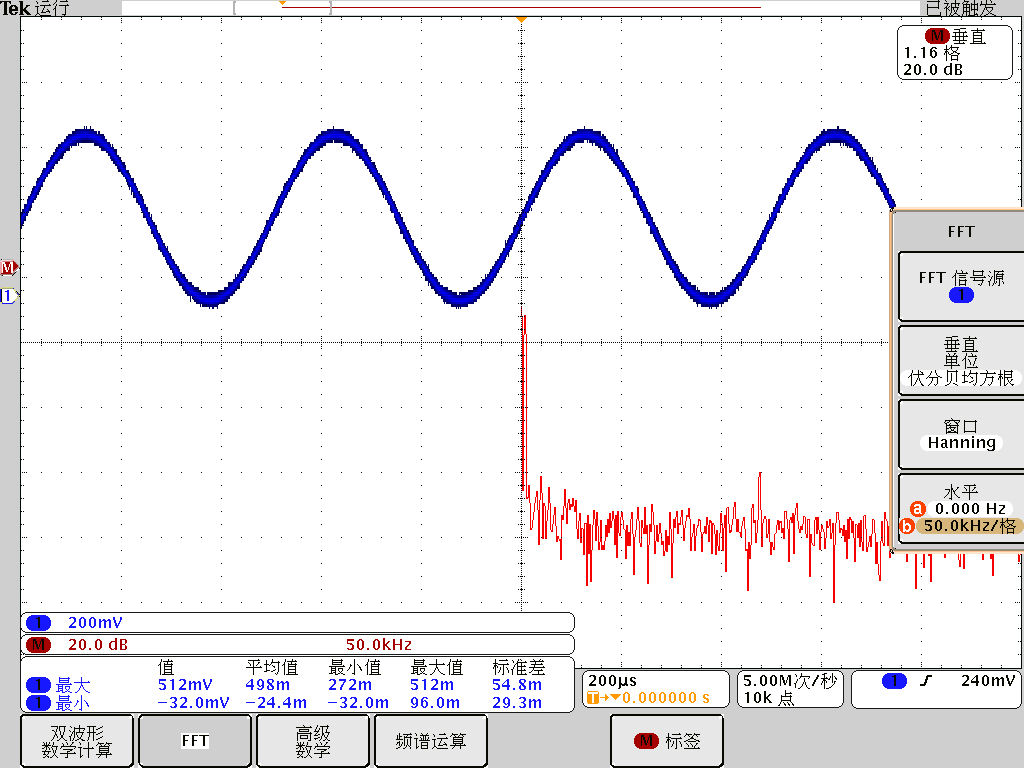 Tek 运行
已被触发
M 垂直
1.16 格
20.0 dB
M
1
FFT
FFT 信号源
1
垂直
单位
伏分贝均方根
窗口
Hanning
水平
a 0.000 Hz
b 50.0kHz/格
1 200mV
M 20.0 dB 50.0kHz
值 平均值 最小值 最大值 标准差
1 最大 512mV 498m 272m 512m 54.8m
1 最小 −32.0mV −24.4m −32.0m 96.0m 29.3m
200µs
T→▼0.000000 s
5.00M次/秒
10k 点
1 240mV
双波形
数学计算
FFT
高级
数学
频谱运算
M 标签